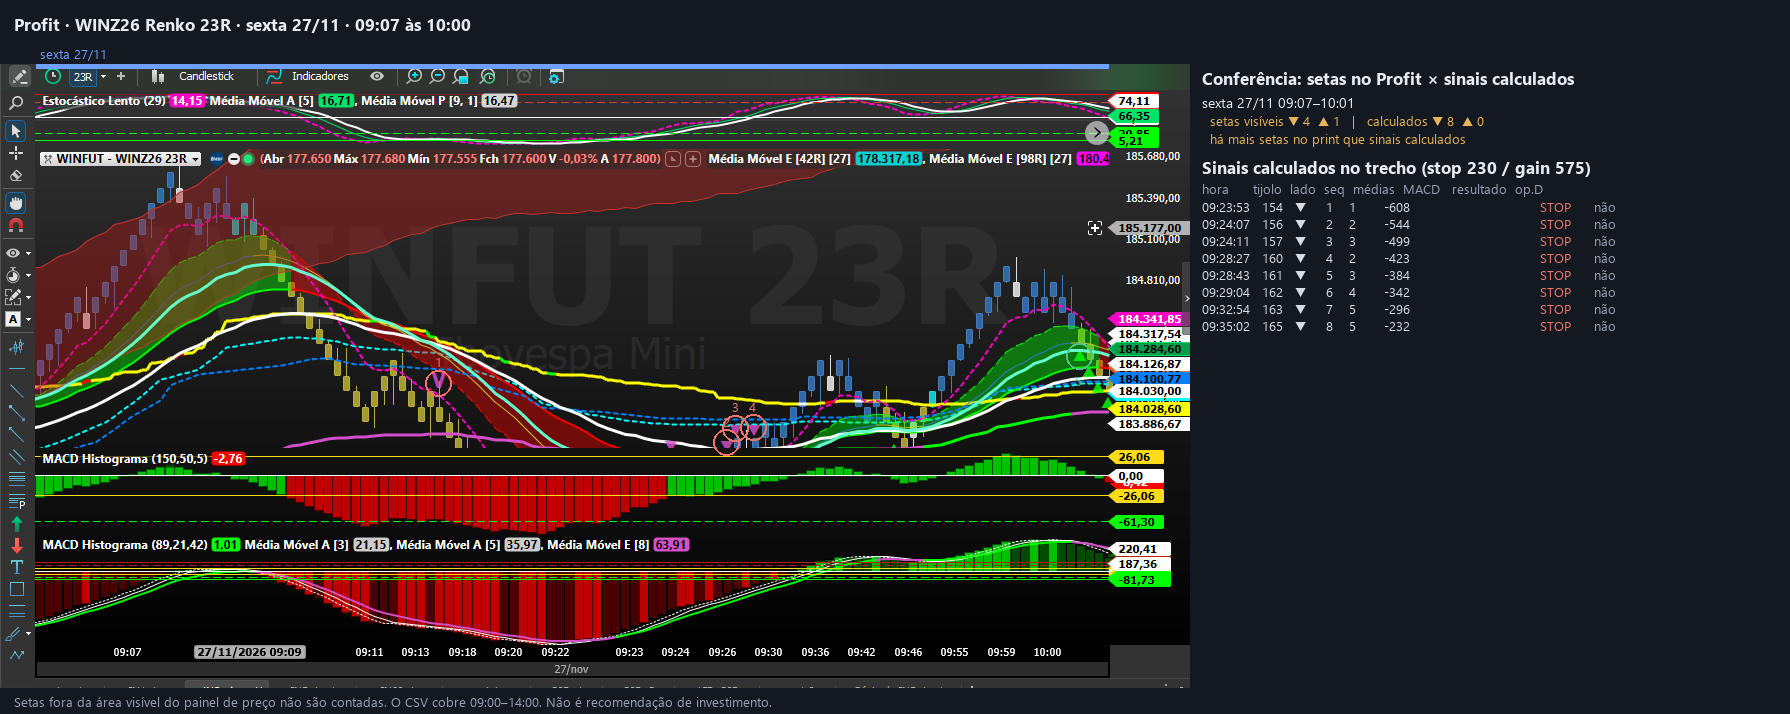 Profit · WINZ26 Renko 23R · sexta 27/11 · 09:07 às 10:00
sexta 27/11
23R
Candlestick
Indicadores
Estocástico Lento (29) 14,15 Média Móvel A [5] 16,71, Média Móvel P [9, 1] 16,47
74,11
66,35
5,21
WINFUT - WINZ26 23R
(Abr 177.650 Máx 177.680 Mín 177.555 Fch 177.600 V -0,03% A 177.800)
Média Móvel E [42R] [27] 178.317,18, Média Móvel E [98R] [27] 180.4
185.680,00
185.390,00
185.177,00
185.100,00
184.810,00
184.341,85
184.317,54
184.284,60
184.126,87
184.100,77
184.030,00
184.028,60
183.886,67
WINFUT 23R
ovespa Mini
1
3 4
MACD Histograma (150,50,5) -2,76
26,06
0,00
-26,06
-61,30
MACD Histograma (89,21,42) 1,01 Média Móvel A [3] 21,15, Média Móvel A [5] 35,97, Média Móvel E [8] 63,91
220,41
187,36
-81,73
09:07 27/11/2026 09:09 09:11 09:13 09:18 09:20 09:22 09:23 09:24 09:26 09:30 09:36 09:42 09:46 09:55 09:59 10:00
27/nov
Conferência: setas no Profit × sinais calculados
sexta 27/11 09:07–10:01
setas visíveis ▼ 4 ▲ 1 | calculados ▼ 8 ▲ 0
há mais setas no print que sinais calculados
Sinais calculados no trecho (stop 230 / gain 575)
hora tijolo lado seq médias MACD resultado op.D
09:23:53 154 ▼ 1 1 -608 STOP não
09:24:07 156 ▼ 2 2 -544 STOP não
09:24:11 157 ▼ 3 3 -499 STOP não
09:28:27 160 ▼ 4 2 -423 STOP não
09:28:43 161 ▼ 5 3 -384 STOP não
09:29:04 162 ▼ 6 4 -342 STOP não
09:32:54 163 ▼ 7 5 -296 STOP não
09:35:02 165 ▼ 8 5 -232 STOP não
Setas fora da área visível do painel de preço não são contadas. O CSV cobre 09:00–14:00. Não é recomendação de investimento.